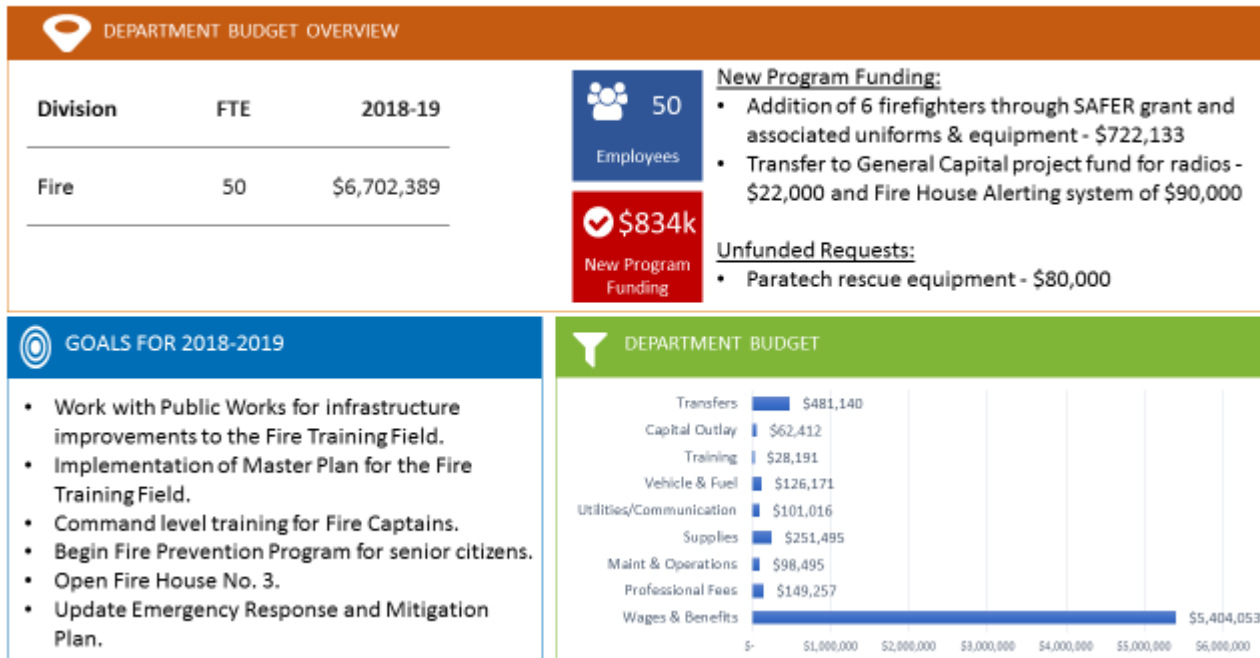 DEPARTMENT BUDGET OVERVIEW
Division FTE 2018-19
Fire 50 $6,702,389
50
Employees
$834k
New Program
Funding
New Program Funding:
• Addition of 6 firefighters through SAFER grant and
associated uniforms & equipment - $722,133
• Transfer to General Capital project fund for radios -
$22,000 and Fire House Alerting system of $90,000
Unfunded Requests:
• Paratech rescue equipment - $80,000
GOALS FOR 2018-2019
• Work with Public Works for infrastructure
improvements to the Fire Training Field.
• Implementation of Master Plan for the Fire
Training Field.
• Command level training for Fire Captains.
• Begin Fire Prevention Program for senior citizens.
• Open Fire House No. 3.
• Update Emergency Response and Mitigation
Plan.
DEPARTMENT BUDGET
Transfers $481,140
Capital Outlay $62,412
Training $28,191
Vehicle & Fuel $126,171
Utilities/Communication $101,016
Supplies $251,495
Maint & Operations $98,495
Professional Fees $149,257
Wages & Benefits $5,404,053
$- $1,000,000 $2,000,000 $3,000,000 $4,000,000 $5,000,000 $6,000,000